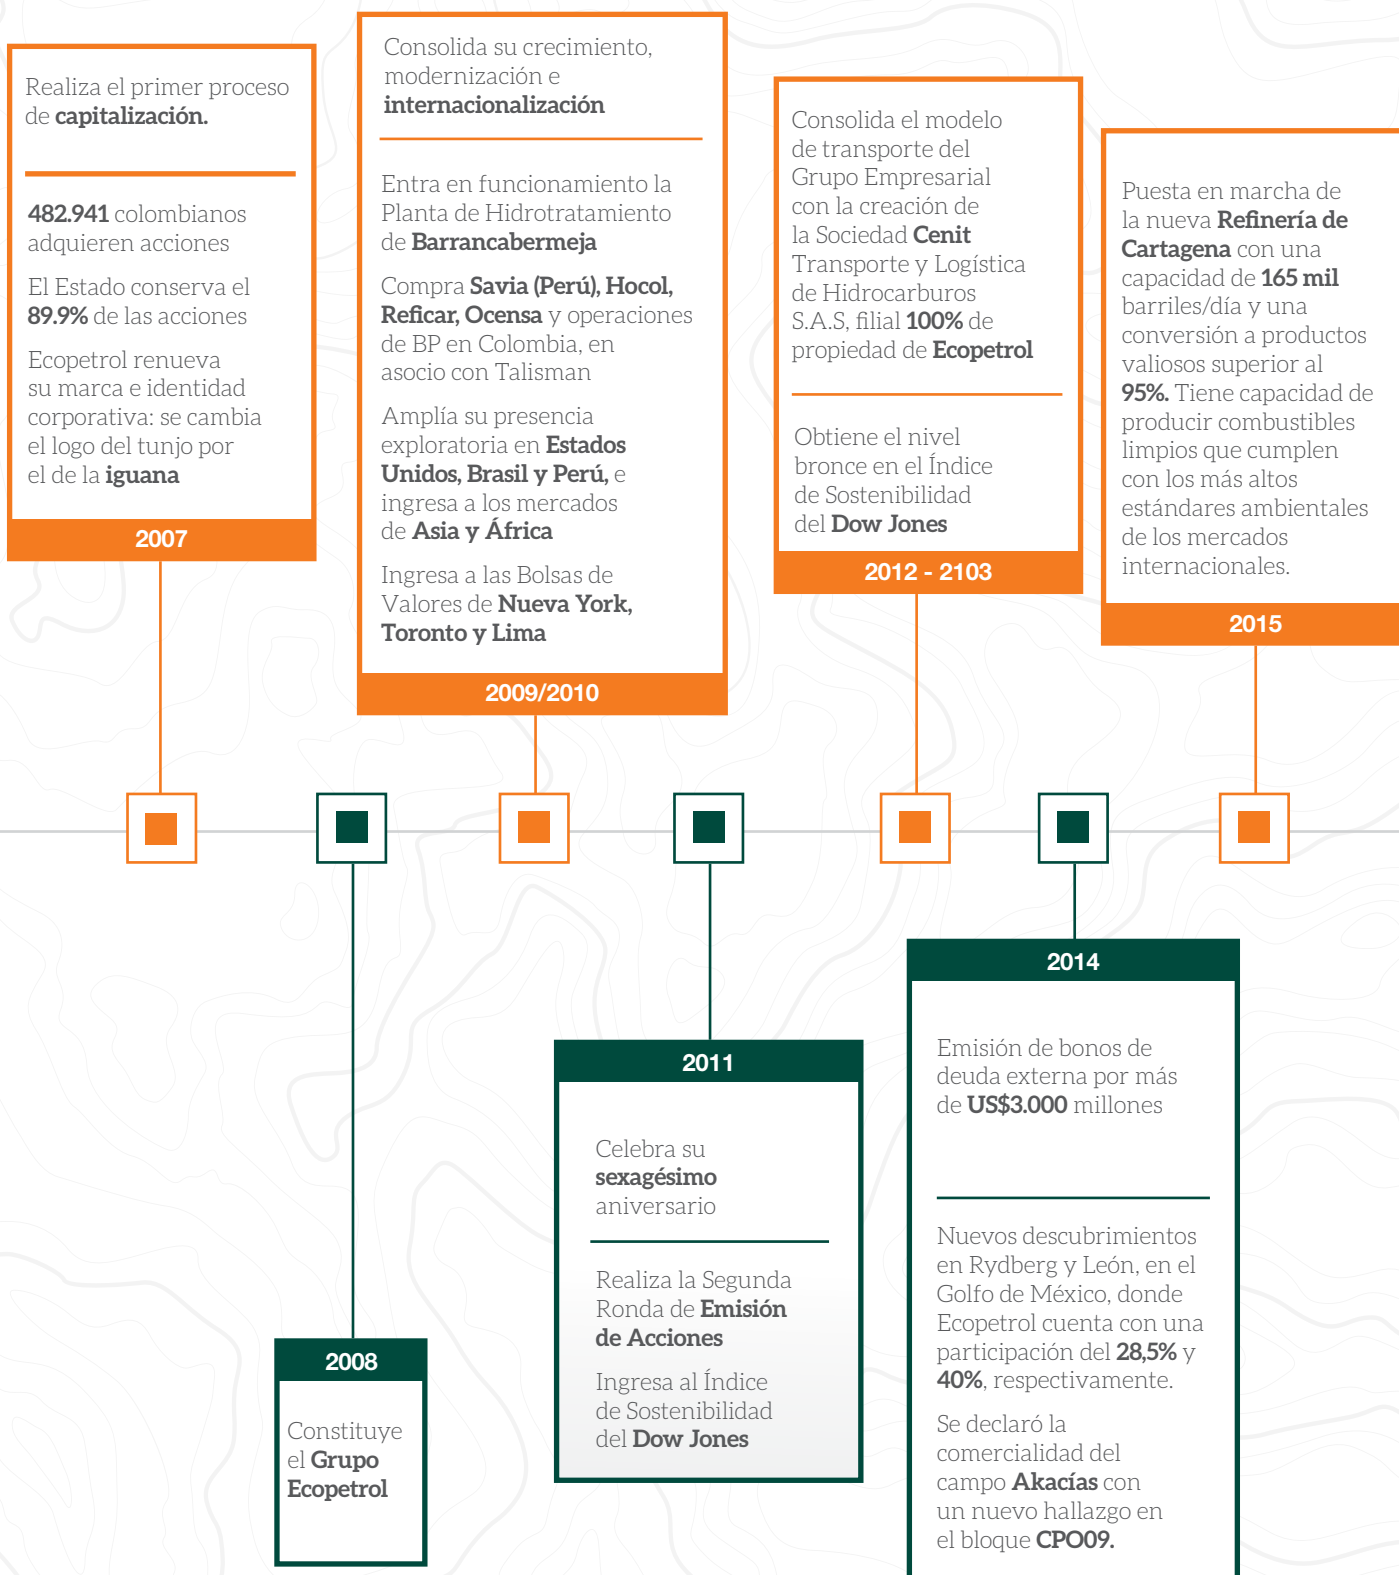 Realiza el primer proceso
de capitalización.
482.941 colombianos
adquieren acciones
El Estado conserva el
89.9% de las acciones
Ecopetrol renueva
su marca e identidad
corporativa: se cambia
el logo del tunjo por
el de la iguana
2007
Consolida su crecimiento,
modernización e
internacionalización
Entra en funcionamiento la
Planta de Hidrotratamiento
de Barrancabermeja
Compra Savia (Perú), Hocol,
Reficar, Ocensa y operaciones
de BP en Colombia, en
asocio con Talisman
Amplía su presencia
exploratoria en Estados
Unidos, Brasil y Perú, e
ingresa a los mercados
de Asia y África
Ingresa a las Bolsas de
Valores de Nueva York,
Toronto y Lima
2009/2010
Consolida el modelo
de transporte del
Grupo Empresarial
con la creación de
la Sociedad Cenit
Transporte y Logística
de Hidrocarburos
S.A.S, filial 100% de
propiedad de Ecopetrol
Obtiene el nivel
bronce en el Índice
de Sostenibilidad
del Dow Jones
2012 - 2103
Puesta en marcha de
la nueva Refinería de
Cartagena con una
capacidad de 165 mil
barriles/día y una
conversión a productos
valiosos superior al
95%. Tiene capacidad de
producir combustibles
limpios que cumplen
con los más altos
estándares ambientales
de los mercados
internacionales.
2015
2008
Constituye
el Grupo
Ecopetrol
2011
Celebra su
sexagésimo
aniversario
Realiza la Segunda
Ronda de Emisión
de Acciones
Ingresa al Índice
de Sostenibilidad
del Dow Jones
2014
Emisión de bonos de
deuda externa por más
de US$3.000 millones
Nuevos descubrimientos
en Rydberg y León, en el
Golfo de México, donde
Ecopetrol cuenta con una
participación del 28,5% y
40%, respectivamente.
Se declaró la
comercialidad del
campo Akacías con
un nuevo hallazgo en
el bloque CPO09.